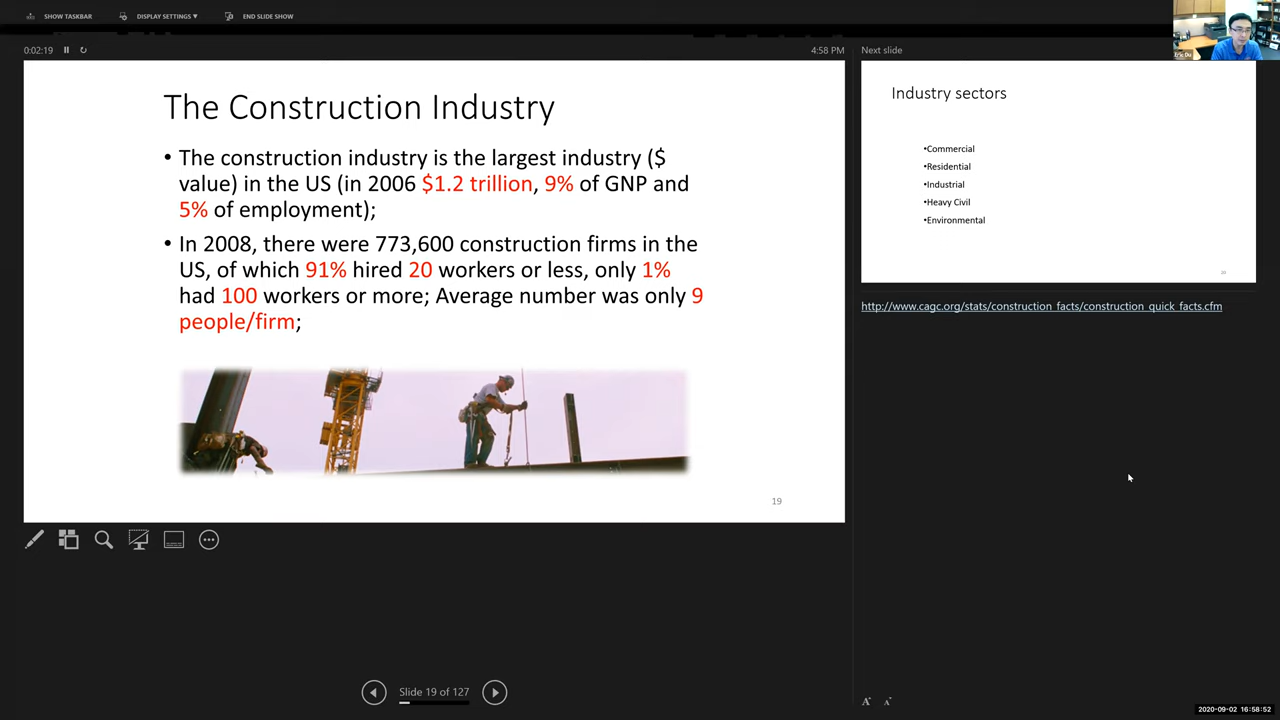 SHOW TASKBAR
DISPLAY SETTINGS ▾
END SLIDE SHOW
0:02:19
4:58 PM
Next slide
Eric Du
The Construction Industry
• The construction industry is the largest industry ($
value) in the US (in 2006 $1.2 trillion, 9% of GNP and
5% of employment);
• In 2008, there were 773,600 construction firms in the
US, of which 91% hired 20 workers or less, only 1%
had 100 workers or more; Average number was only 9
people/firm;
19
Industry sectors
•Commercial
•Residential
•Industrial
•Heavy Civil
•Environmental
20
http://www.cagc.org/stats/construction_facts/construction_quick_facts.cfm
Slide 19 of 127
A A
2020-09-02 16:58:52